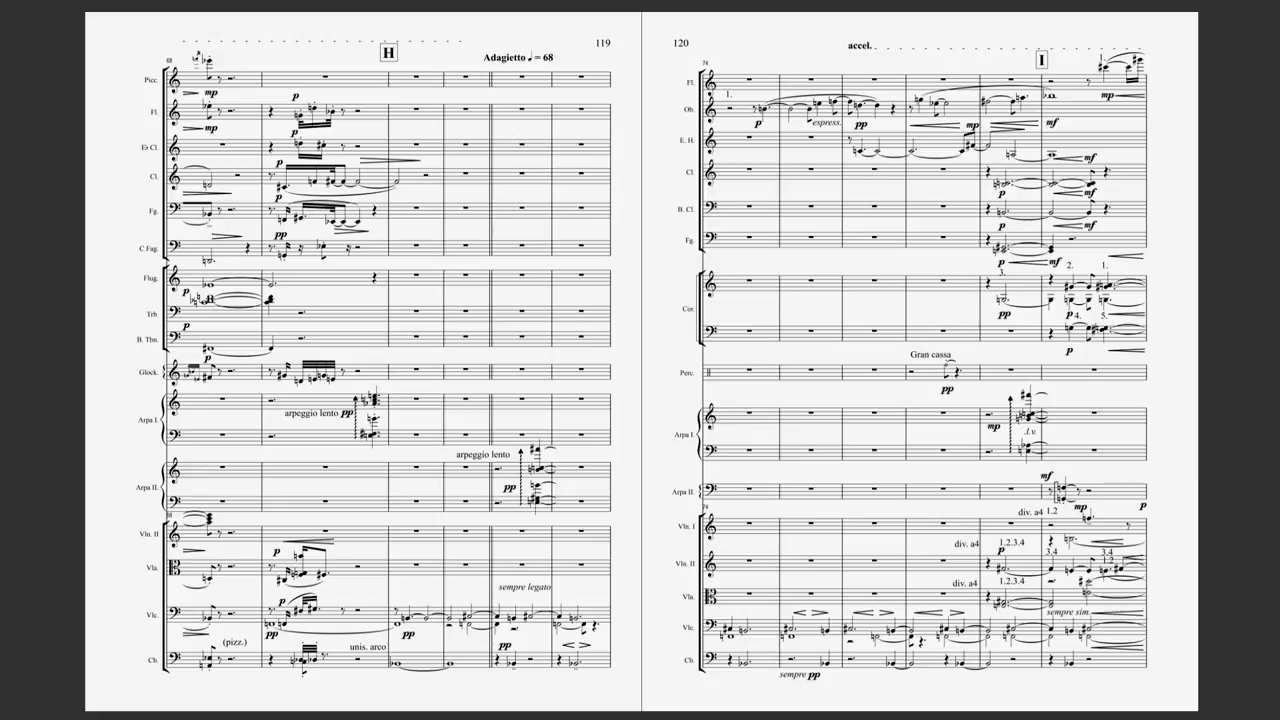 119
H
Adagietto ♩ = 68
68
Picc.
mp
p
Fl.
mp
p
E♭ Cl.
p
Cl.
p
Fg.
pp
C.Fag.
Flug.
p
Trb.
p
B. Tbn.
p
Glock.
arpeggio lento pp
Arpa I.
arpeggio lento
pp
Arpa II.
Vln. II
p
Vla.
sempre legato
p
Vlc.
pp
pp
pp
(pizz.)
unis. arco
Cb.
120
accel.
I
74
Fl.
1.
mp
1.
Ob.
p
espress.
pp
mp
mf
E. H.
mf
Cl.
p
mf
B. Cl.
p
mf
Fg.
p
mf
3.
2.
1.
pp
p
4.
5.
Cor.
p
Gran cassa
Perc.
pp
mp
l.v.
Arpa I.
mf
Arpa II.
mp
p
74
div. a4
1.2
Vln. I
div. a4
1.2.3.4
p
3.4
3.4
1.2
Vln. II
div. a4
1.2.3.4
Vla.
sempre sim.
Vlc.
Cb.
sempre pp